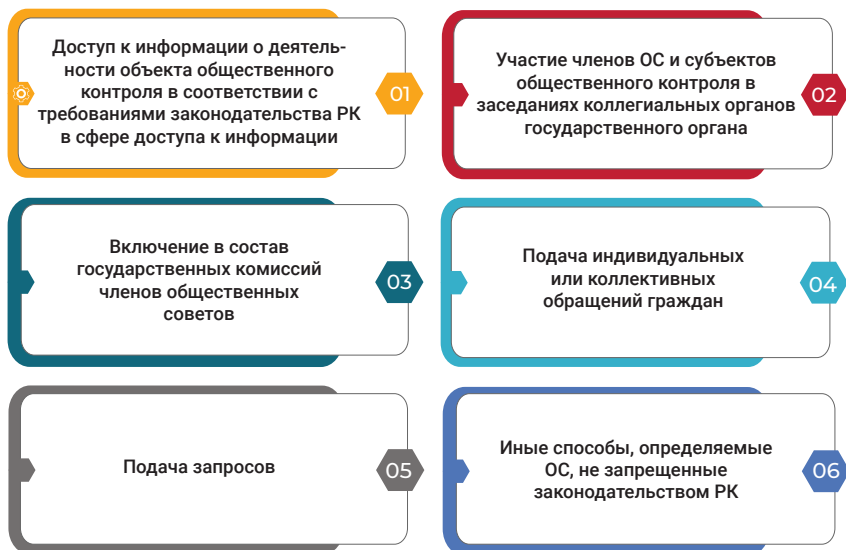 Доступ к информации о деятель-
ности объекта общественного
контроля в соответствии с
требованиями законодательства РК
в сфере доступа к информации
01
Участие членов ОС и субъектов
общественного контроля в
заседаниях коллегиальных органов
государственного органа
02
Включение в состав
государственных комиссий
членов общественных
советов
03
Подача индивидуальных
или коллективных
обращений граждан
04
Подача запросов
05
Иные способы, определяемые
ОС, не запрещенные
законодательством РК
06